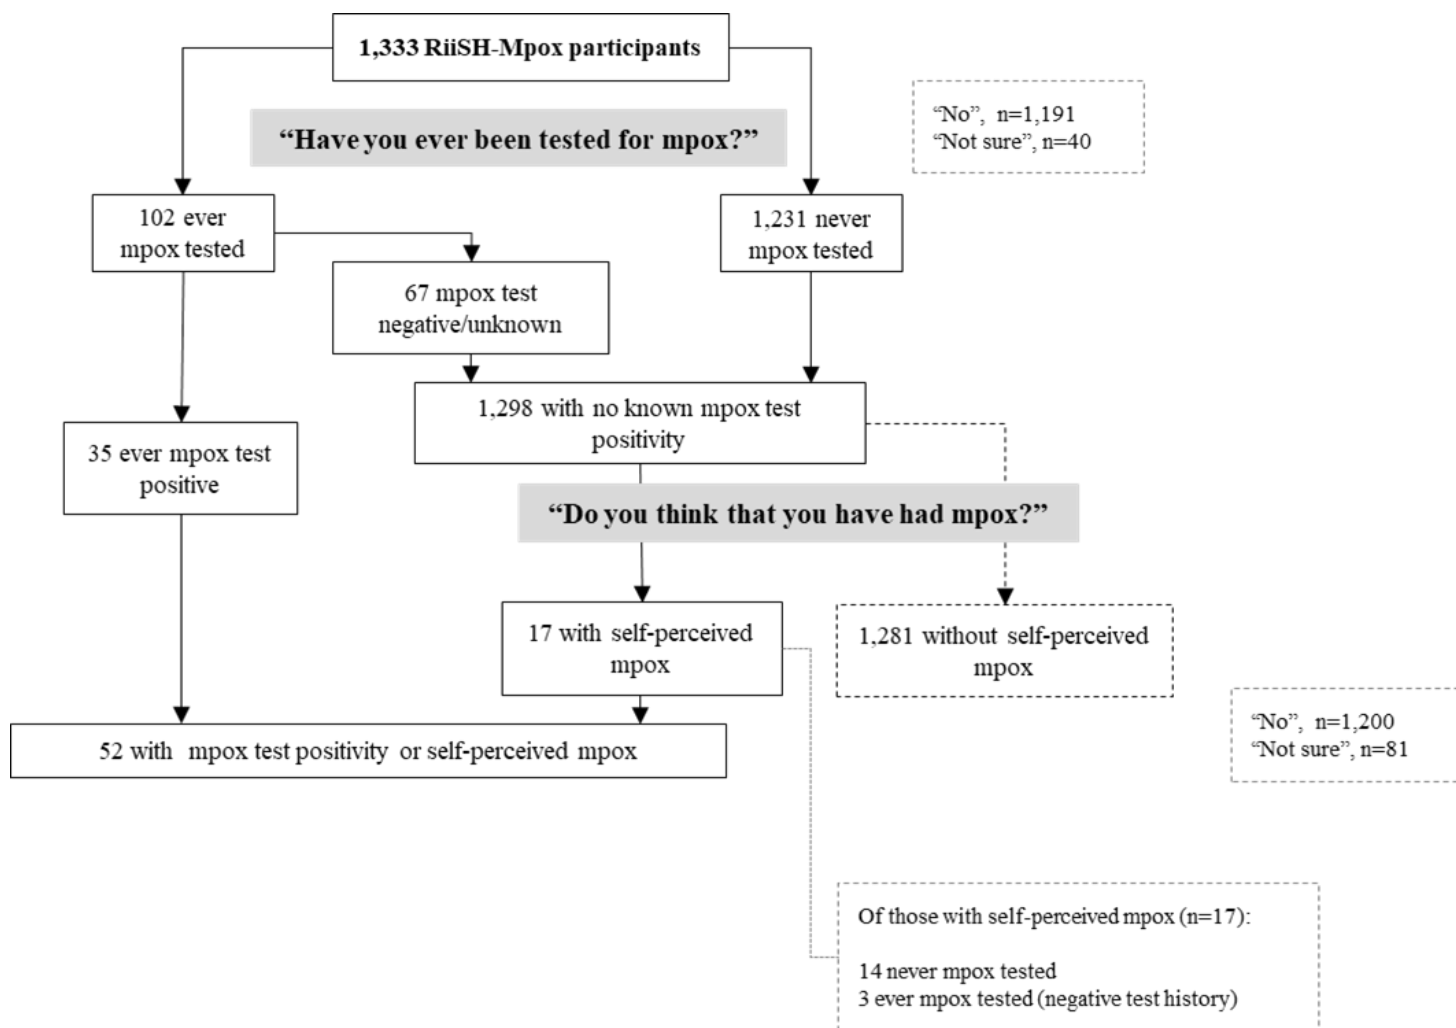 1,333 RiiSH-Mpox participants
“No”, n=1,191
“Not sure”, n=40
“Have you ever been tested for mpox?”
102 ever
mpox tested
1,231 never
mpox tested
67 mpox test
negative/unknown
1,298 with no known mpox test
positivity
35 ever mpox test
positive
“Do you think that you have had mpox?”
17 with self-perceived
mpox
1,281 without self-perceived
mpox
“No”, n=1,200
“Not sure”, n=81
52 with mpox test positivity or self-perceived mpox
Of those with self-perceived mpox (n=17):
14 never mpox tested
3 ever mpox tested (negative test history)